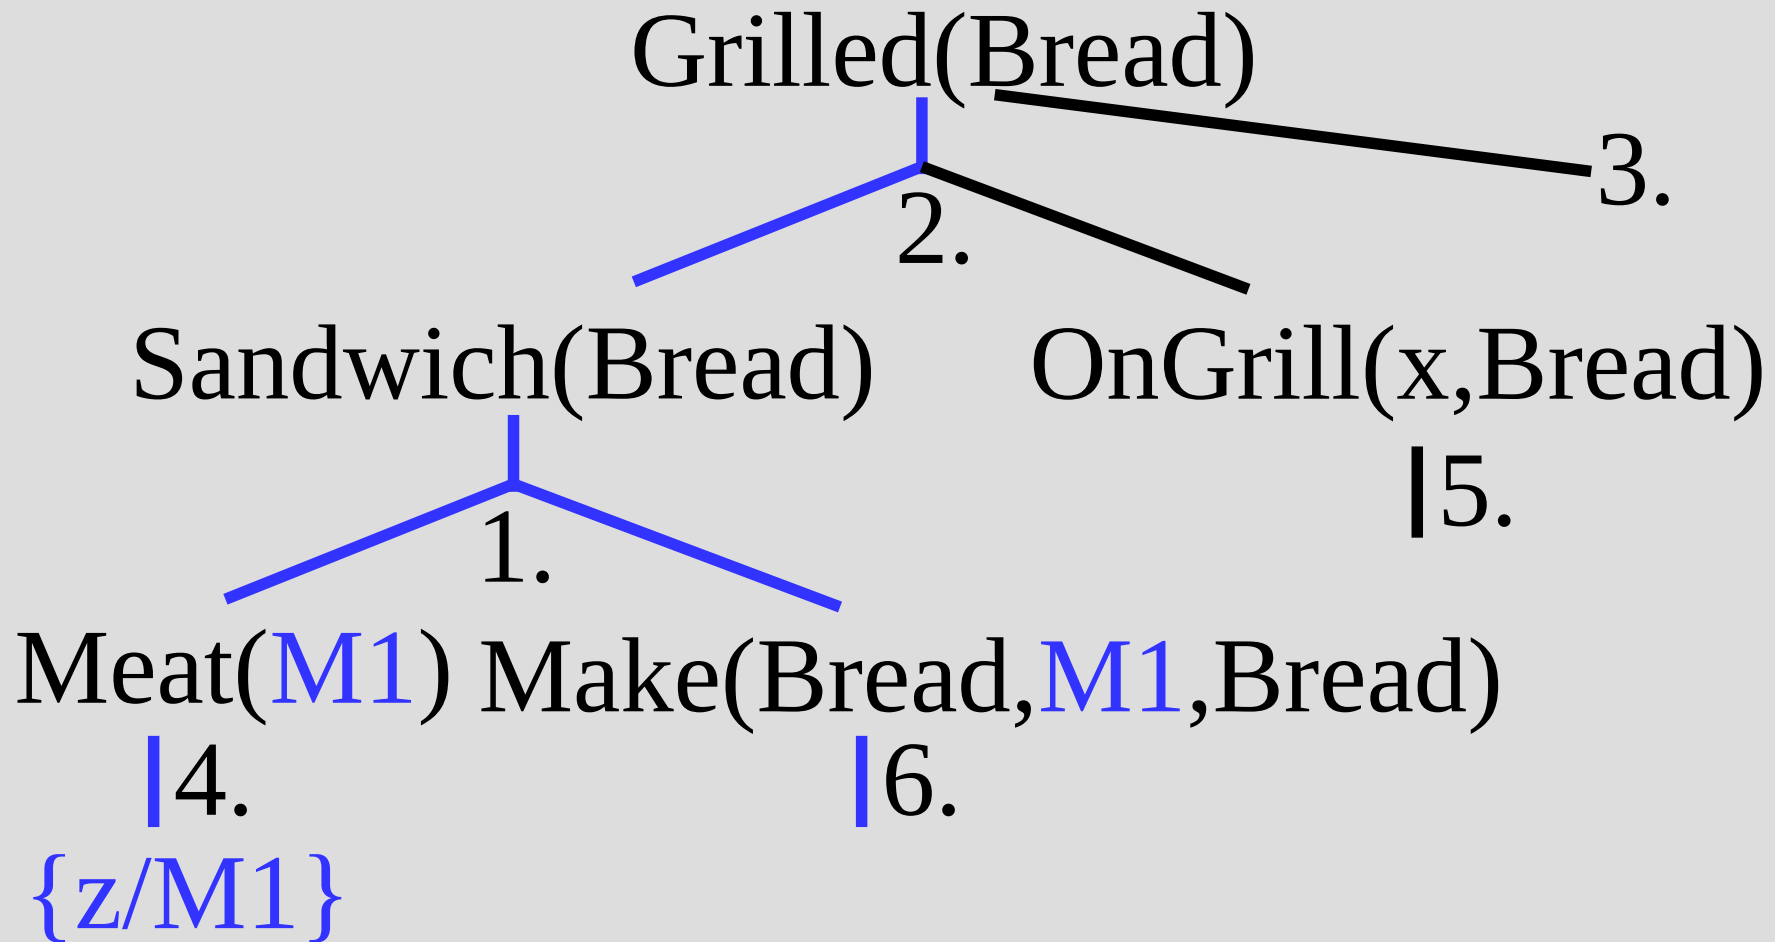 Grilled(Bread)
3.
2.
Sandwich(Bread) OnGrill(x,Bread)
5.
1.
Meat(M1) Make(Bread,M1,Bread)
4. 6.
{z/M1}